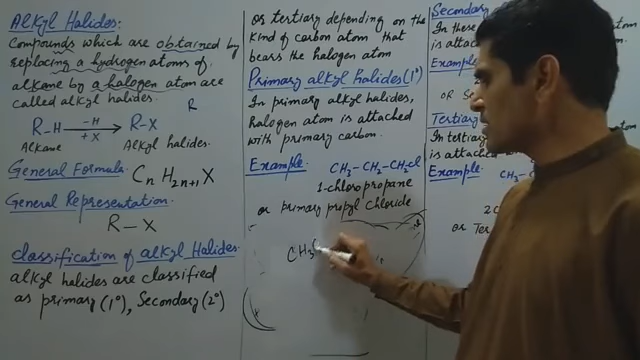 Alkyl Halides:
Compounds which are obtained by
replacing a hydrogen atoms of
alkane by a halogen atom are
called alkyl halides.
R
R-H -H +X R-X
Alkane Alkyl halides
General Formula: CnH2n+1X
General Representation:
R-X
Classification of alkyl Halides:
alkyl halides are classified
as primary (1°), Secondary (2°)
or tertiary depending on the
kind of carbon atom that
bears the halogen atom
Primary alkyl halides (1°)
In primary alkyl halides,
halogen atom is attached
with primary carbon.
Example
CH3-CH2-CH2Cl
1-chloropropane
or primary propyl Chloride
CH3
Secondary
In these
is attach
Example
OR Se
Tertiary
In tertiary
is attached
Example
CH3-C
or Ter